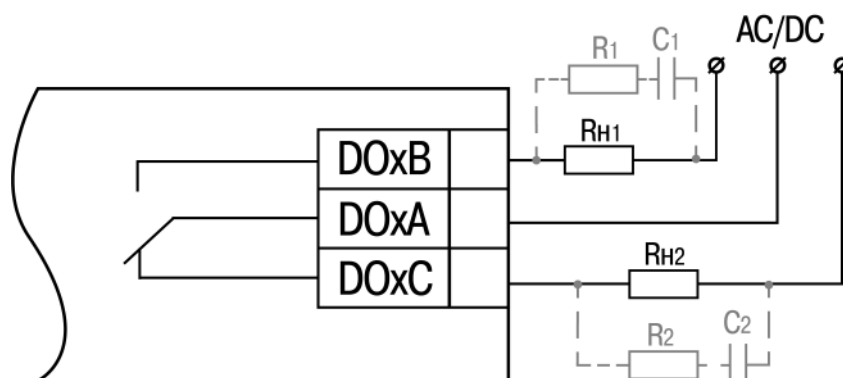 AC/DC
R1 C1
RH1
DOxB
DOxA
RH2
DOxC
R2 C2